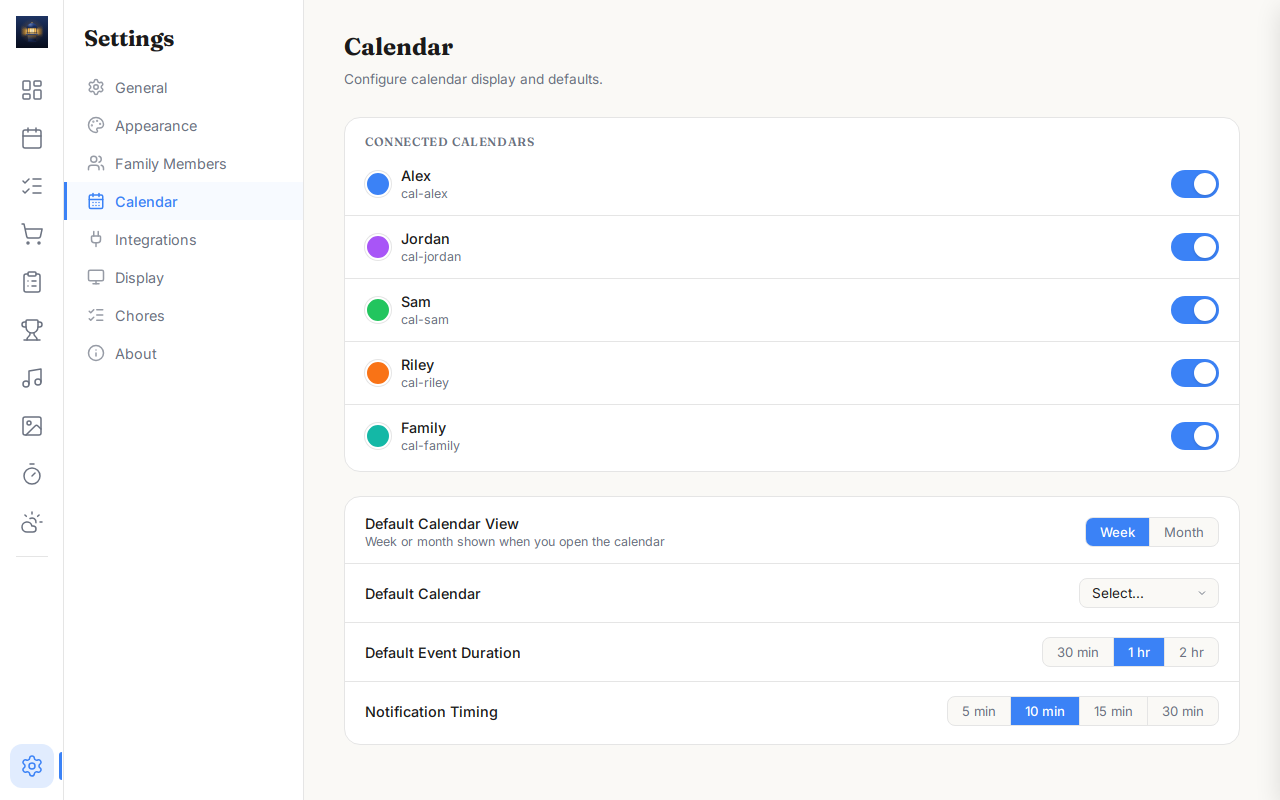 Settings
General
Appearance
Family Members
Calendar
Integrations
Display
Chores
About
Calendar
Configure calendar display and defaults.
CONNECTED CALENDARS
Alex
cal-alex
Jordan
cal-jordan
Sam
cal-sam
Riley
cal-riley
Family
cal-family
Default Calendar View
Week or month shown when you open the calendar
Week Month
Default Calendar
Select...
Default Event Duration
30 min 1 hr 2 hr
Notification Timing
5 min 10 min 15 min 30 min